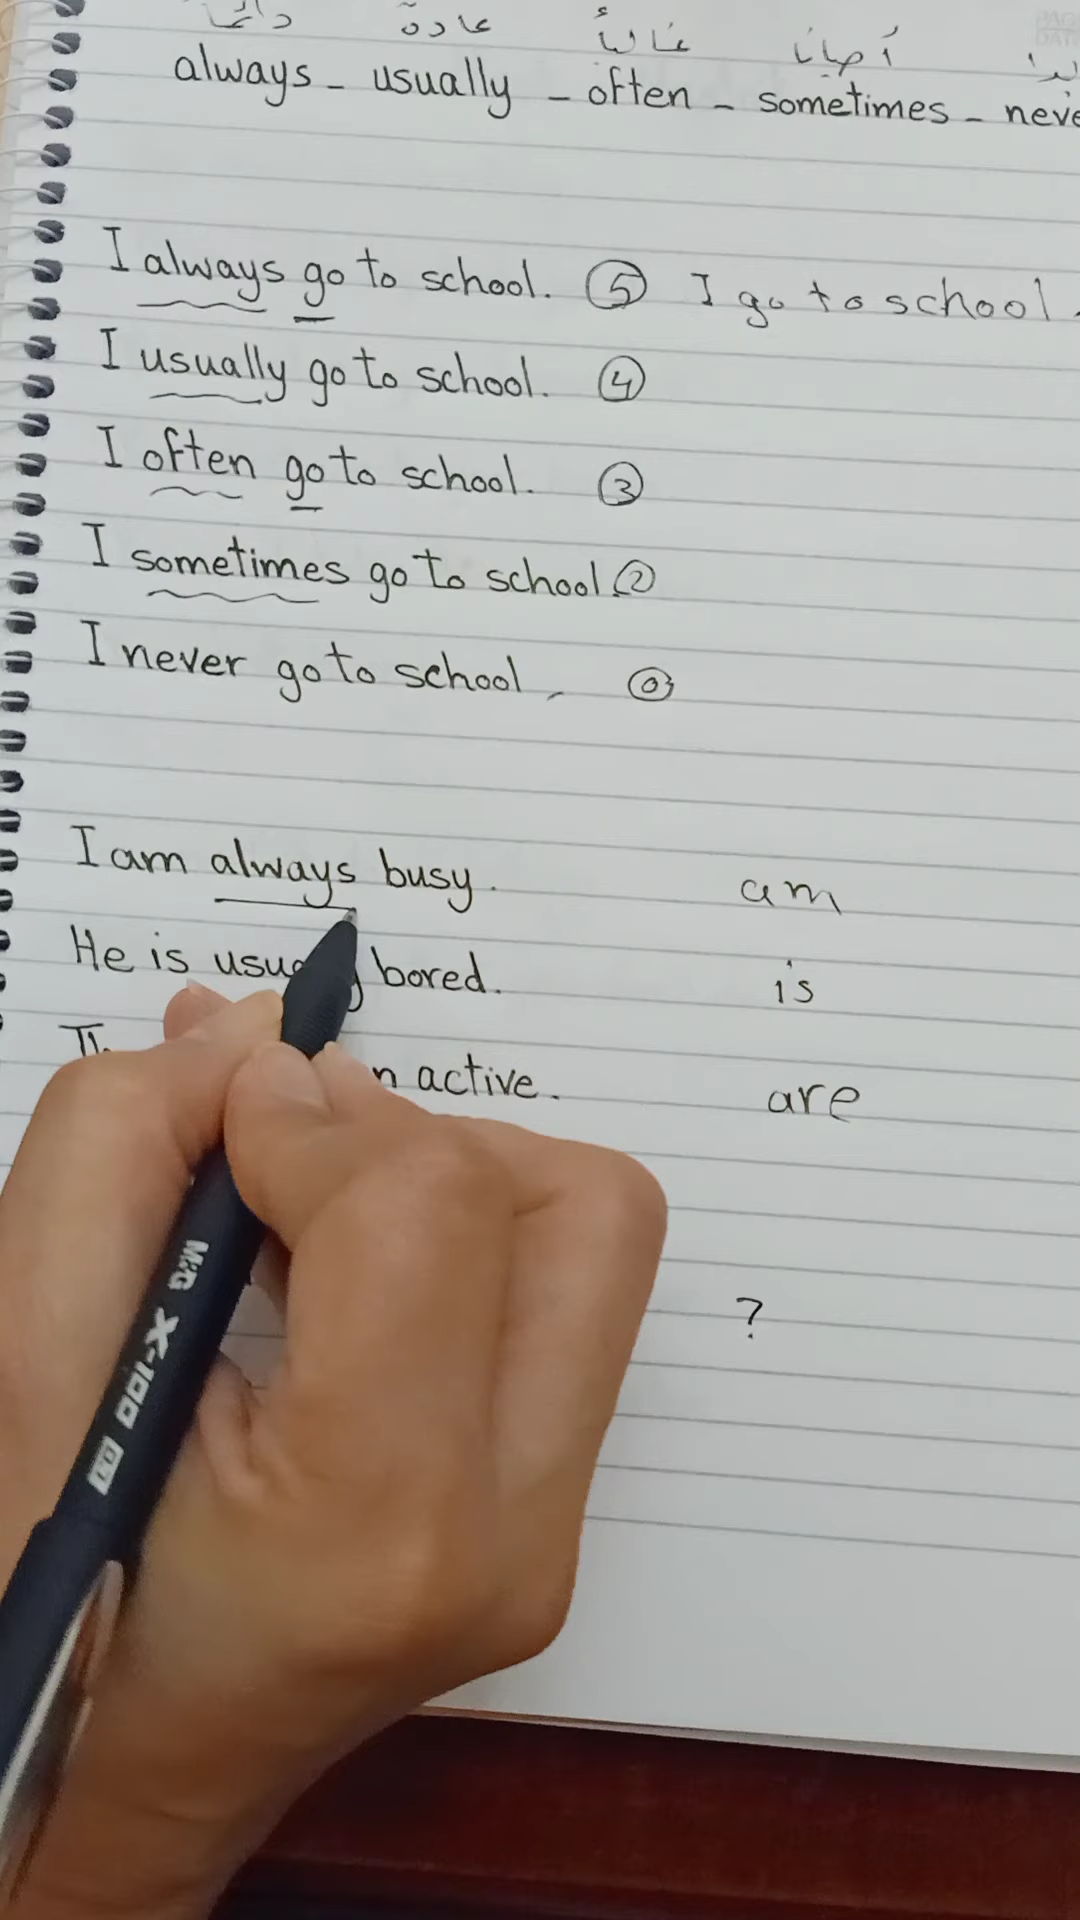 عادة غالباً أحياناً
always - usually - often - sometimes - neve
I always go to school. 5 I go to school.
I usually go to school. 4
I often go to school. 3
I sometimes go to school. 2
I never go to school. 0
I am always busy. am
He is bored. is
active. are
?
M&G X-100